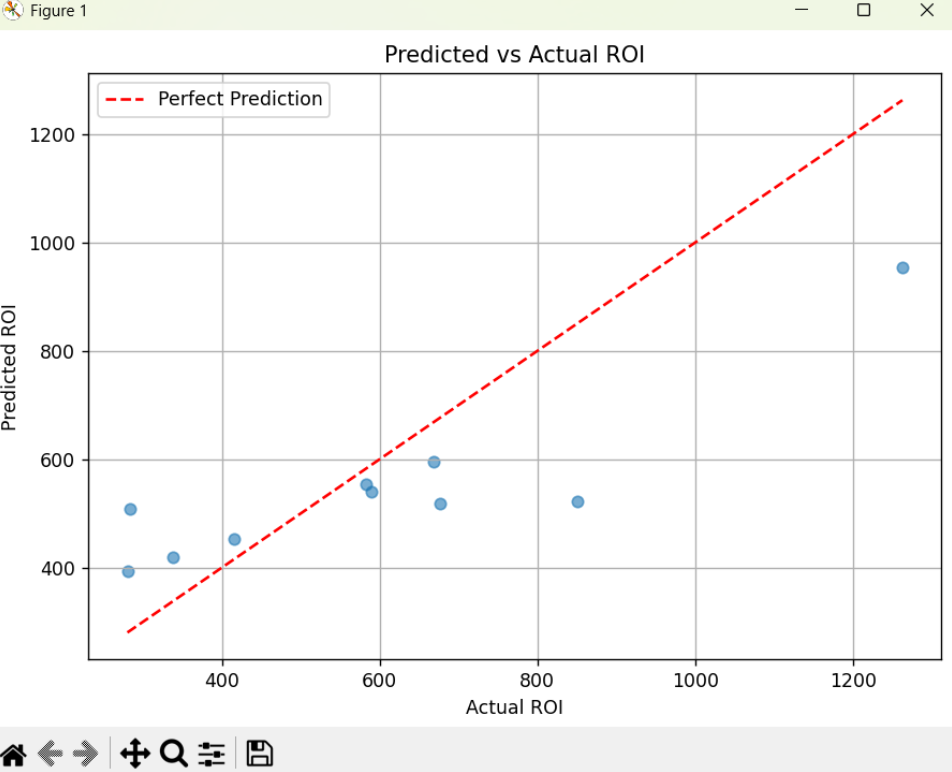 Figure 1
Predicted vs Actual ROI
Perfect Prediction
Predicted ROI
1200
1000
800
600
400
400 600 800 1000 1200
Actual ROI